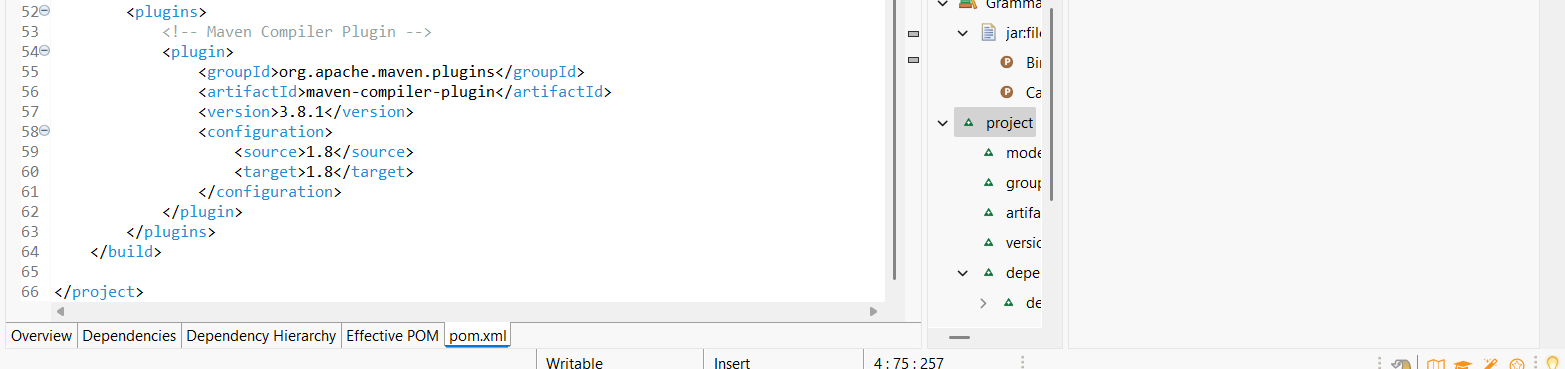 52 <plugins>
53 <!-- Maven Compiler Plugin -->
54 <plugin>
55 <groupId>org.apache.maven.plugins</groupId>
56 <artifactId>maven-compiler-plugin</artifactId>
57 <version>3.8.1</version>
58 <configuration>
59 <source>1.8</source>
60 <target>1.8</target>
61 </configuration>
62 </plugin>
63 </plugins>
64 </build>
65
66 </project>
Overview Dependencies Dependency Hierarchy Effective POM pom.xml
Gramma
jar:file
Bin
Ca
project
mode
group
artifa
versio
depe
de
Writable Insert 4 : 75 : 257